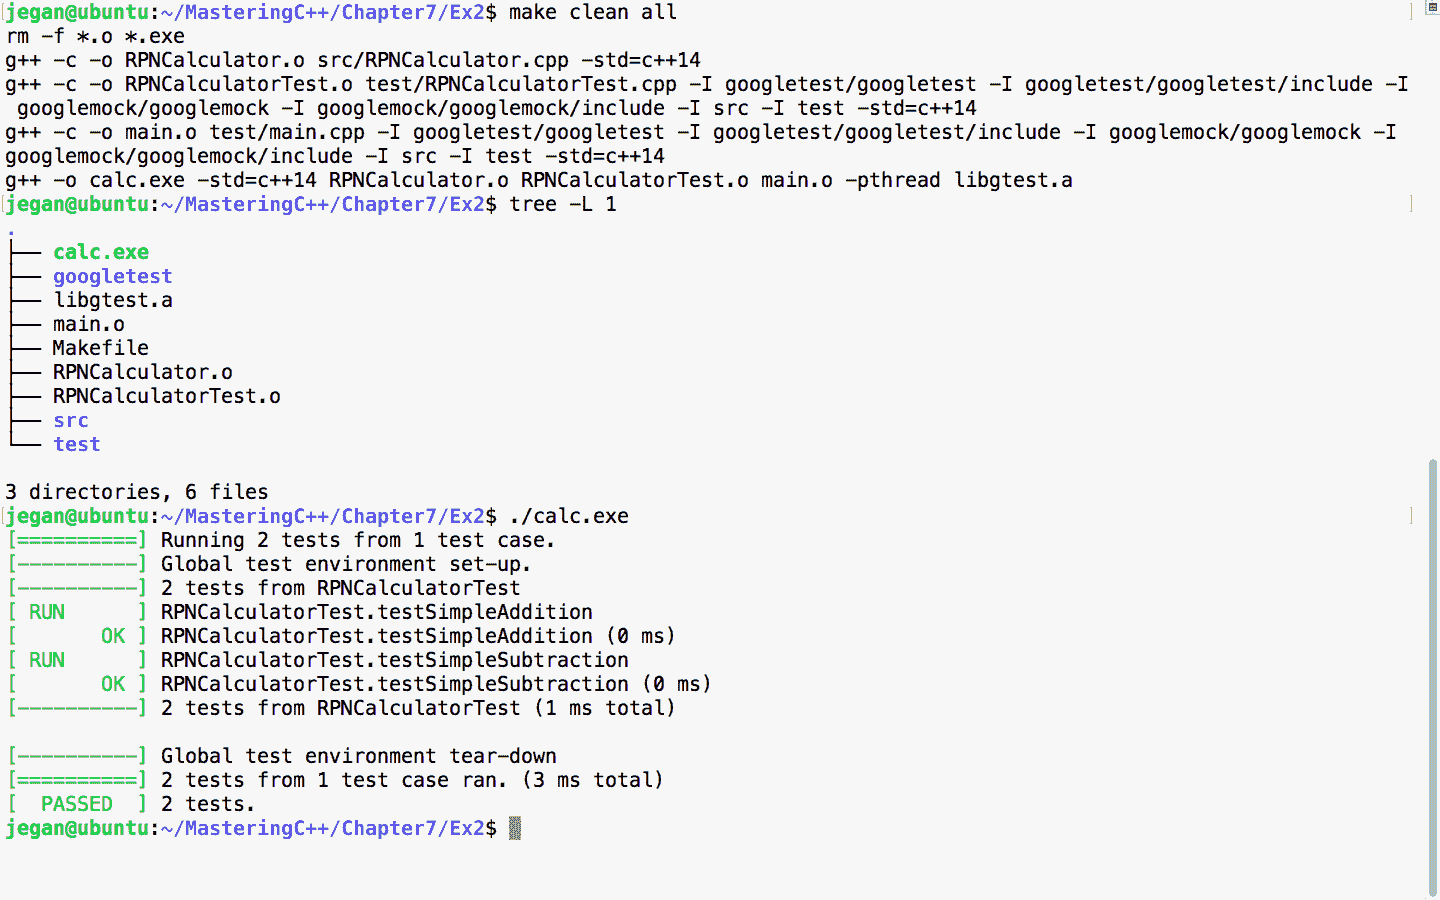 jegan@ubuntu:~/MasteringC++/Chapter7/Ex2$ make clean all
rm -f *.o *.exe
g++ -c -o RPNCalculator.o src/RPNCalculator.cpp -std=c++14
g++ -c -o RPNCalculatorTest.o test/RPNCalculatorTest.cpp -I googletest/googletest -I googletest/googletest/include -I
 googlemock/googlemock -I googlemock/googlemock/include -I src -I test -std=c++14
g++ -c -o main.o test/main.cpp -I googletest/googletest -I googletest/googletest/include -I googlemock/googlemock -I
googlemock/googlemock/include -I src -I test -std=c++14
g++ -o calc.exe -std=c++14 RPNCalculator.o RPNCalculatorTest.o main.o -pthread libgtest.a
jegan@ubuntu:~/MasteringC++/Chapter7/Ex2$ tree -L 1
.
├── calc.exe
├── googletest
├── libgtest.a
├── main.o
├── Makefile
├── RPNCalculator.o
├── RPNCalculatorTest.o
├── src
└── test

3 directories, 6 files
jegan@ubuntu:~/MasteringC++/Chapter7/Ex2$ ./calc.exe
[==========] Running 2 tests from 1 test case.
[----------] Global test environment set-up.
[----------] 2 tests from RPNCalculatorTest
[ RUN      ] RPNCalculatorTest.testSimpleAddition
[       OK ] RPNCalculatorTest.testSimpleAddition (0 ms)
[ RUN      ] RPNCalculatorTest.testSimpleSubtraction
[       OK ] RPNCalculatorTest.testSimpleSubtraction (0 ms)
[----------] 2 tests from RPNCalculatorTest (1 ms total)

[----------] Global test environment tear-down
[==========] 2 tests from 1 test case ran. (3 ms total)
[  PASSED  ] 2 tests.
jegan@ubuntu:~/MasteringC++/Chapter7/Ex2$